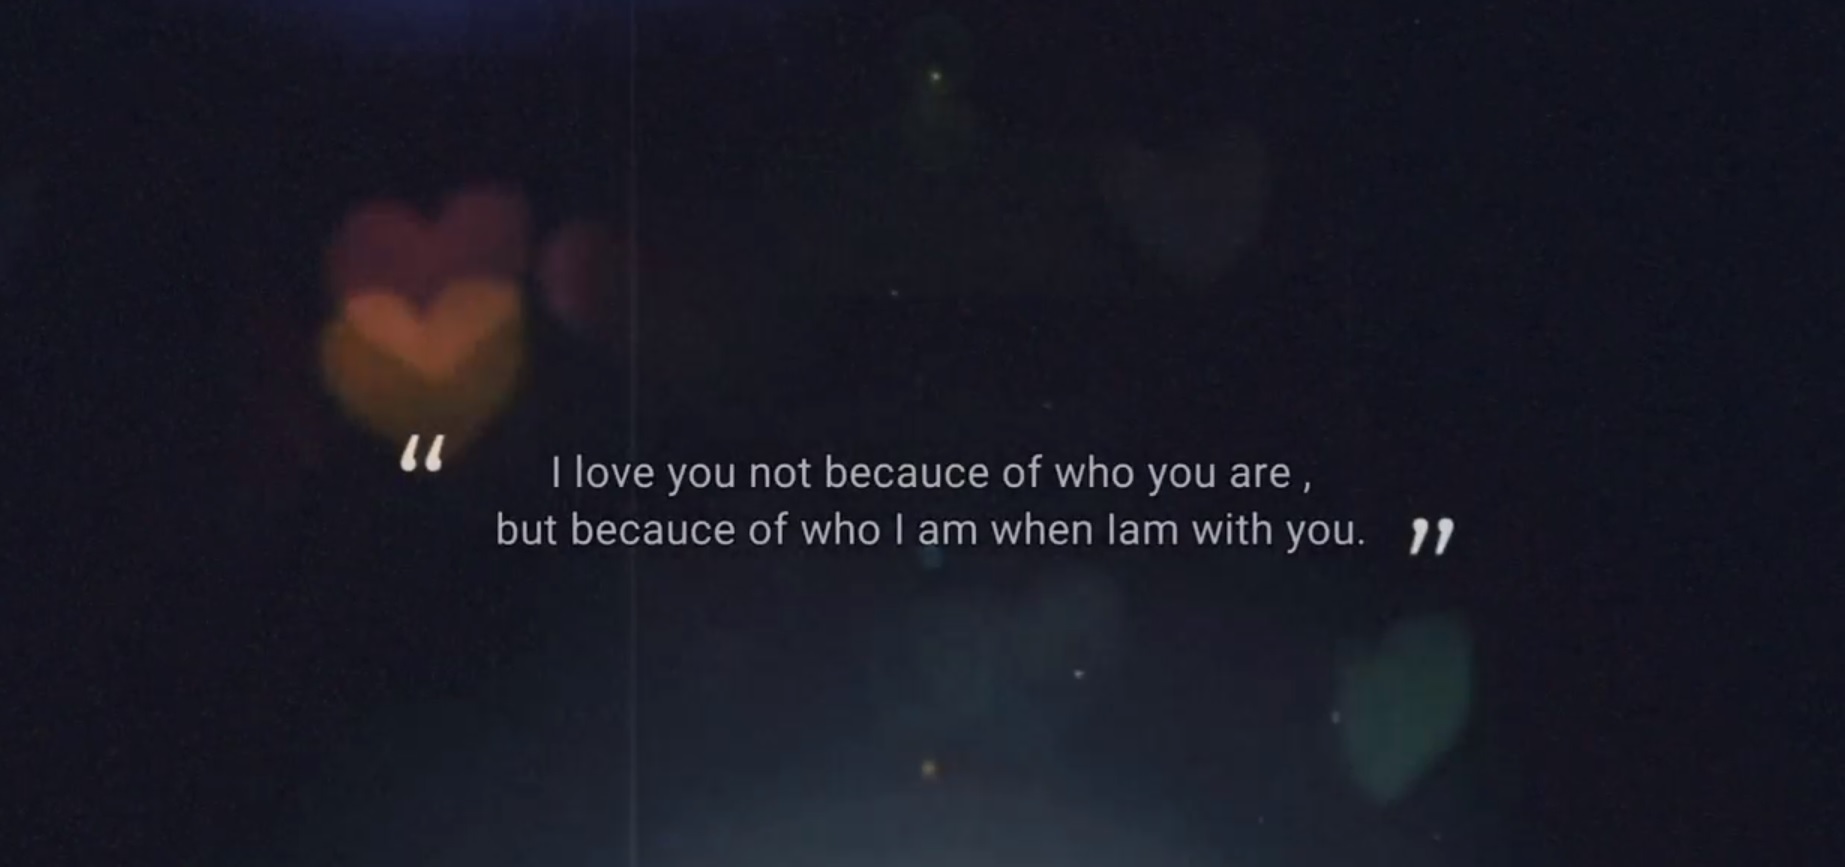 “ I love you not becauce of who you are ,
but becauce of who I am when Iam with you. ”